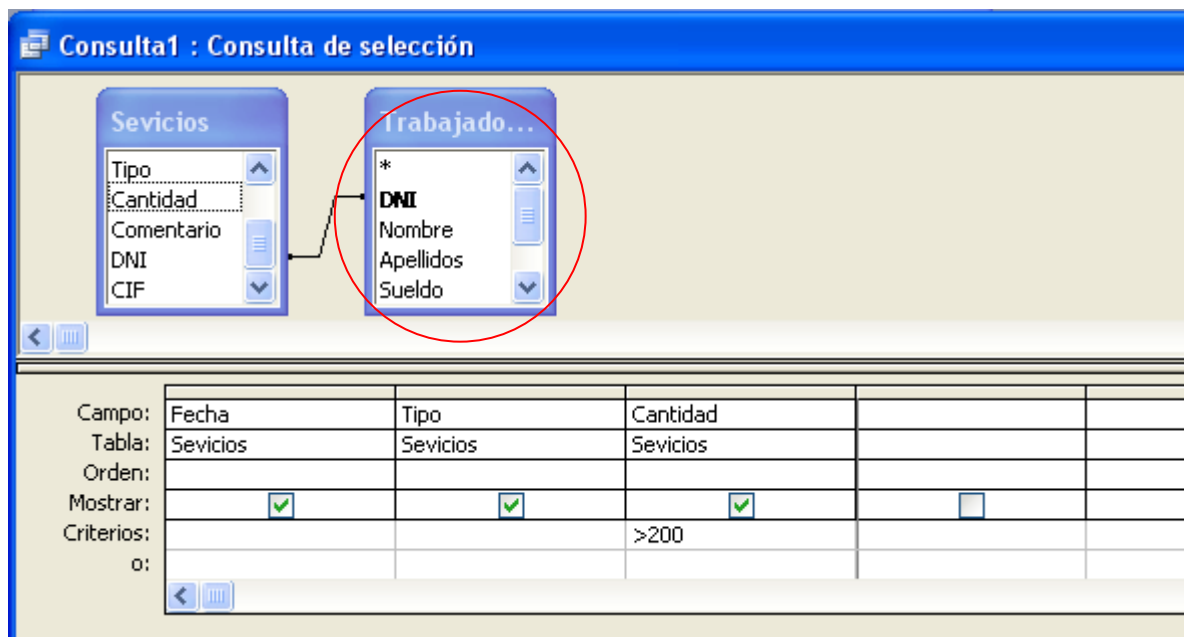 Consulta1 : Consulta de selección
Sevicios
Tipo
Cantidad
Comentario
DNI
CIF
Trabajado...
*
DNI
Nombre
Apellidos
Sueldo
Campo: Fecha Tipo Cantidad
Tabla: Sevicios Sevicios Sevicios
Orden:
Mostrar:
Criterios: >200
o: